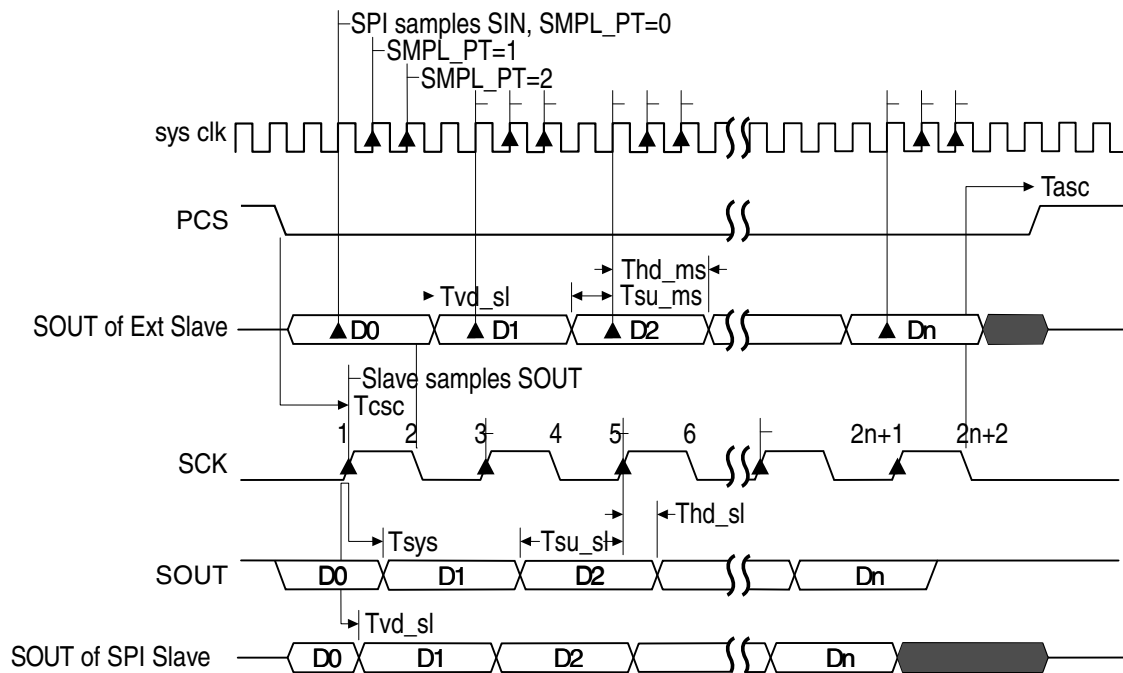 SPI samples SIN, SMPL_PT=0
SMPL_PT=1
SMPL_PT=2
sys clk
Tasc
PCS
Thd_ms
Tvd_sl
Tsu_ms
SOUT of Ext Slave
D0
D1
D2
Dn
Slave samples SOUT
Tcsc
1
2
3
4
5
6
2n+1
2n+2
SCK
Thd_sl
Tsys
Tsu_sl
SOUT
D0
D1
D2
Dn
Tvd_sl
SOUT of SPI Slave
D0
D1
D2
Dn